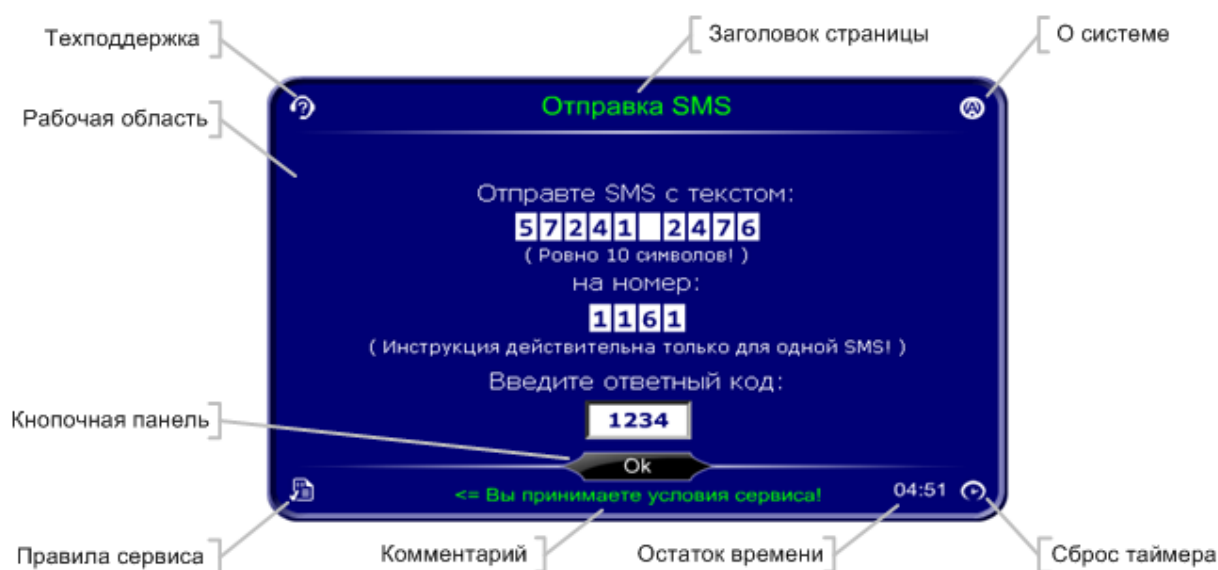 Техподдержка
Заголовок страницы
О системе
Отправка SMS
Рабочая область
Отправте SMS с текстом:
57241 2476
( Ровно 10 символов! )
на номер:
1161
( Инструкция действительна только для одной SMS! )
Введите ответный код:
Кнопочная панель
1234
Ok
<= Вы принимаете условия сервиса!
04:51
Правила сервиса
Комментарий
Остаток времени
Сброс таймера